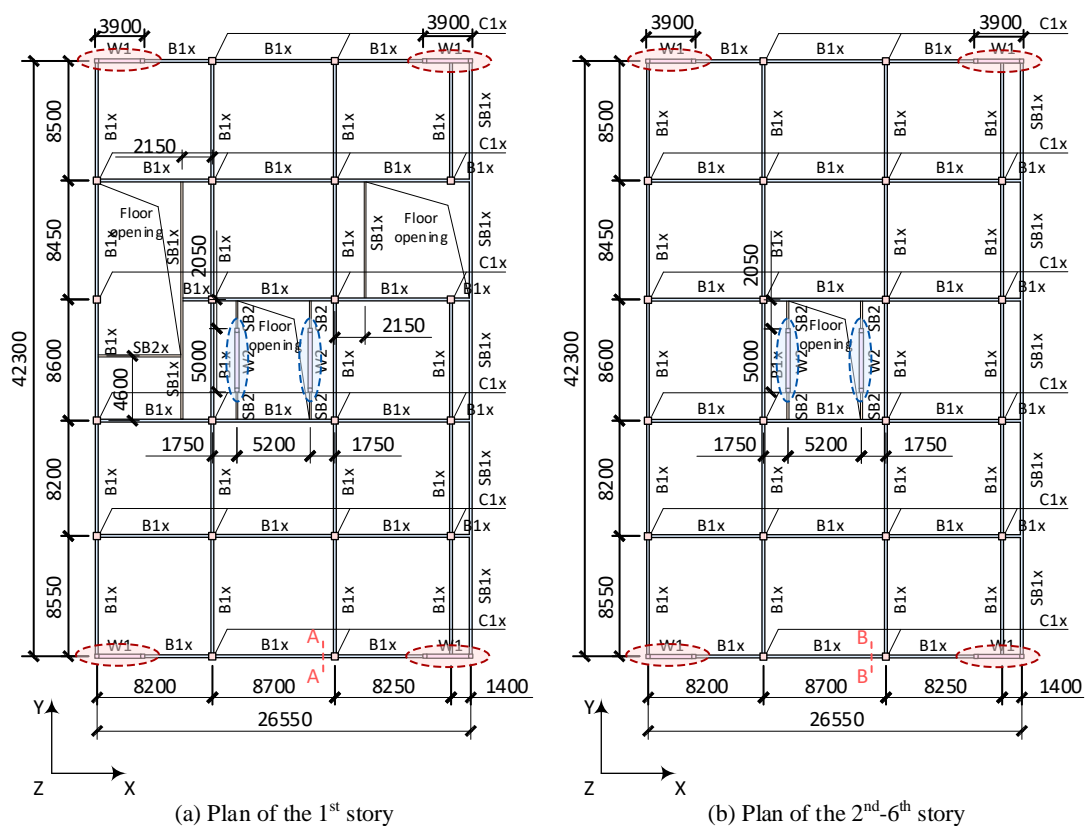 3900 3900 C1x
W1 B1x B1x B1x W1
8500 B1x B1x B1x B1x SB1x
2150 C1x
B1x B1x B1x B1x
8450 Floor opening B1x SB1x B1x SB1x Floor opening SB1x
2050 C1x
B1x B1x B1x B1x
42300 8600 B1x SB2x SB1x B1x SB2 W2 SB2 Floor opening SB2 W2 SB2 B1x B1x SB1x
4600 5000 2150
C1x
B1x B1x B1x B1x
1750 5200 1750
8200 B1x B1x B1x B1x SB1x
C1x
B1x B1x B1x B1x
8550 B1x B1x B1x B1x SB1x
C1x
W1 B1x B1x B1x W1
A
A
8200 8700 8250 1400
26550
Y
Z X
(a) Plan of the 1st story
3900 3900 C1x
W1 B1x B1x B1x W1
8500 B1x B1x B1x B1x SB1x
C1x
B1x B1x B1x B1x
8450 B1x B1x B1x B1x SB1x
2050 C1x
B1x B1x B1x B1x
42300 8600 B1x B1x SB2 W2 SB2 Floor opening SB2 W2 SB2 B1x B1x SB1x
5000
C1x
B1x B1x B1x B1x
1750 5200 1750
8200 B1x B1x B1x B1x SB1x
C1x
B1x B1x B1x B1x
8550 B1x B1x B1x B1x SB1x
C1x
W1 B1x B1x B1x W1
B
B
8200 8700 8250 1400
26550
Y
Z X
(b) Plan of the 2nd-6th story